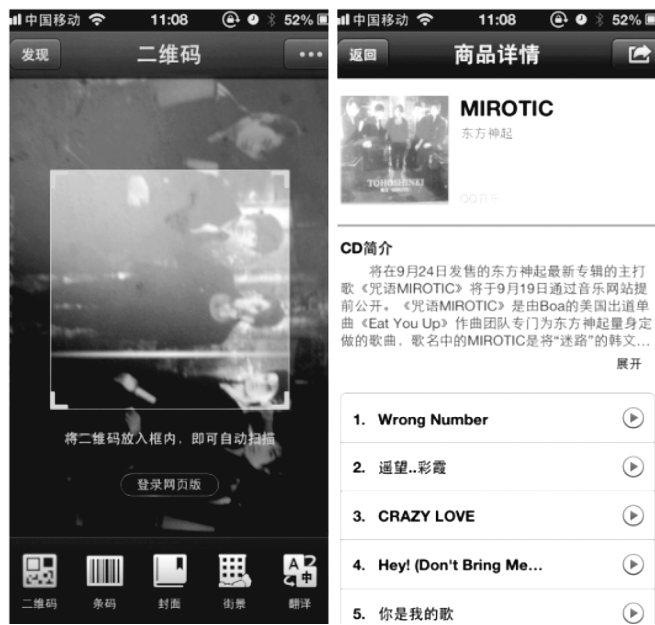 中国移动 11:08 52%
发现 二维码
将二维码放入框内，即可自动扫描
登录网页版
二维码 条码 封面 街景 翻译
中国移动 11:08 52%
返回 商品详情
MIROTIC
东方神起
TOHOSHINKI
QQ音乐
CD简介
将在9月24日发售的东方神起最新专辑的主打
歌《咒语MIROTIC》将于9月19日通过音乐网站提
前公开。《咒语MIROTIC》是由Boa的美国出道单
曲《Eat You Up》作曲团队专门为东方神起量身定
做的歌曲，歌名中的MIROTIC是将“迷路”的韩文...
展开
1. Wrong Number
2. 遥望..彩霞
3. CRAZY LOVE
4. Hey! (Don't Bring Me...
5. 你是我的歌